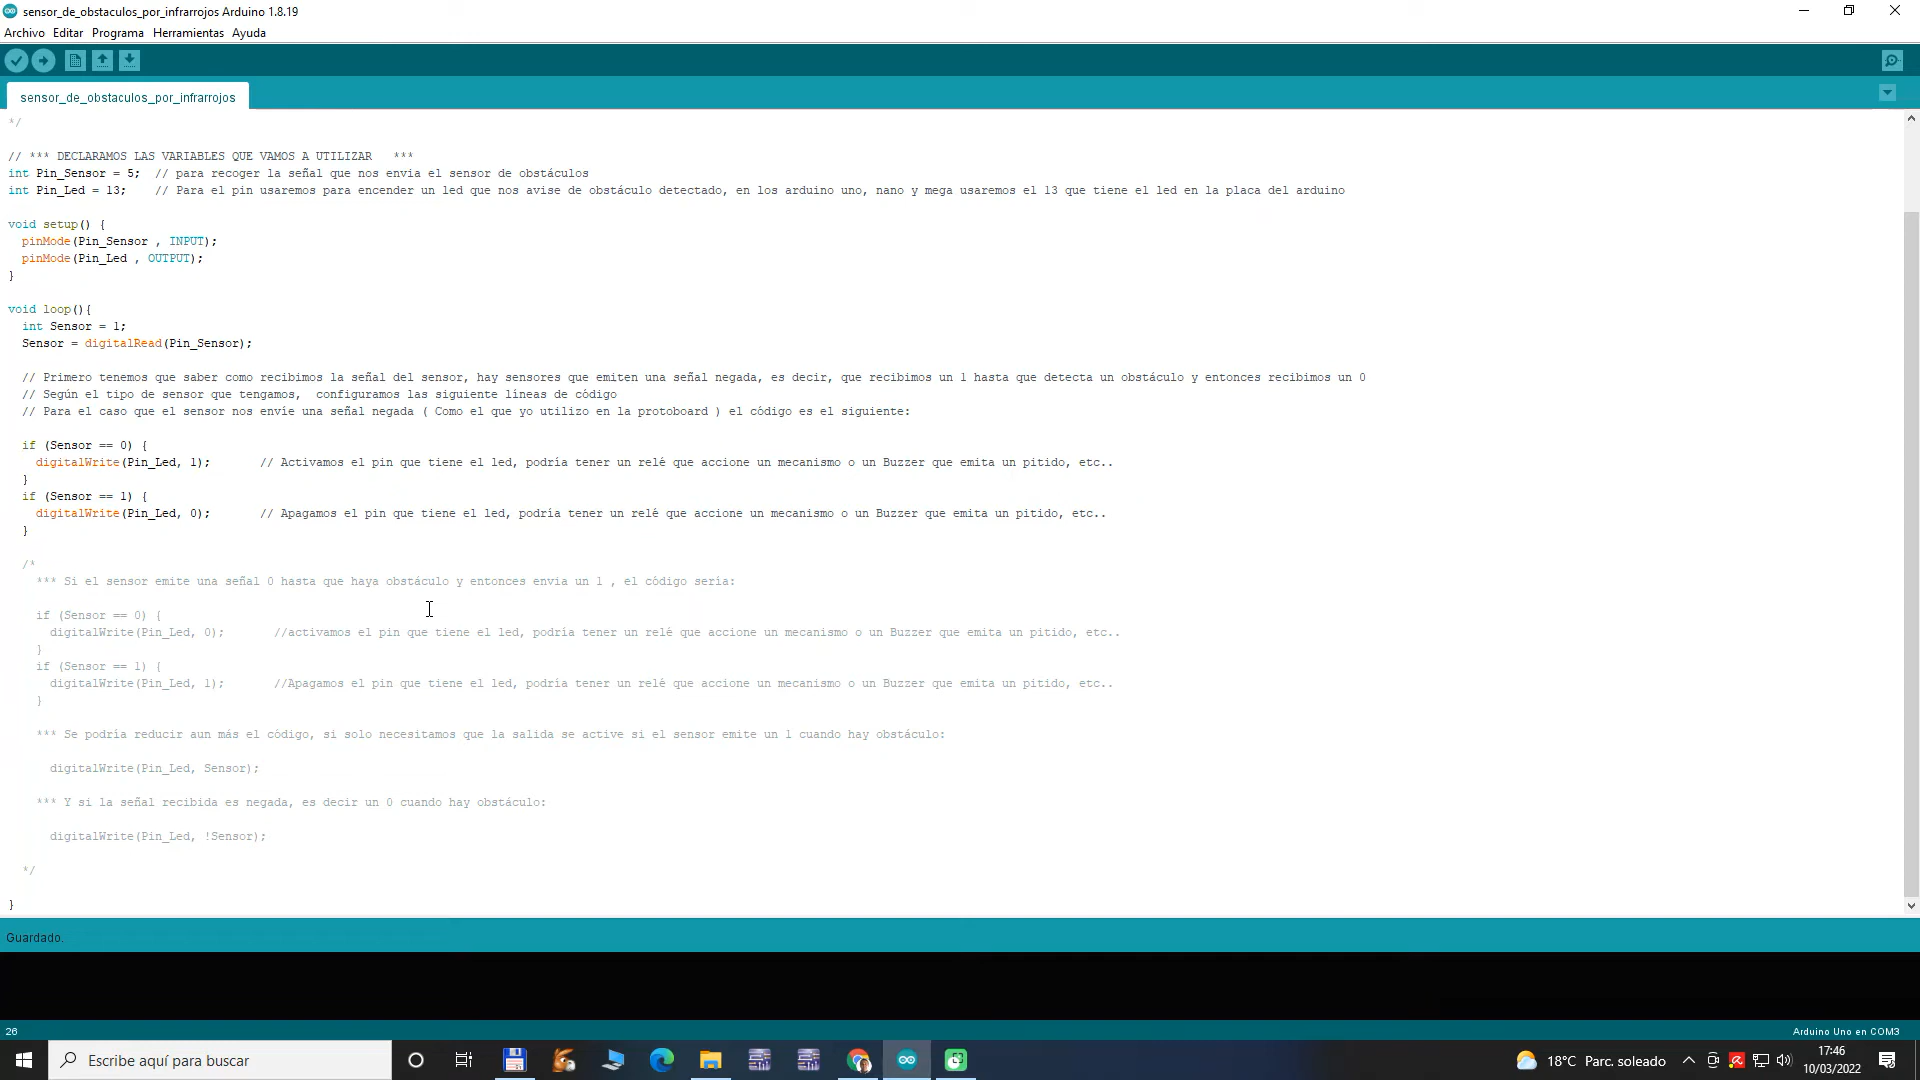 sensor_de_obstaculos_por_infrarrojos Arduino 1.8.19
Archivo Editar Programa Herramientas Ayuda
sensor_de_obstaculos_por_infrarrojos
*/
// *** DECLARAMOS LAS VARIABLES QUE VAMOS A UTILIZAR   ***
int Pin_Sensor = 5;  // para recoger la señal que nos envia el sensor de obstáculos
int Pin_Led = 13;    // Para el pin usaremos para encender un led que nos avise de obstáculo detectado, en los arduino uno, nano y mega usaremos el 13 que tiene el led en la placa del arduino
void setup() {
  pinMode(Pin_Sensor , INPUT);
  pinMode(Pin_Led , OUTPUT);
}
void loop(){
  int Sensor = 1;
  Sensor = digitalRead(Pin_Sensor);
  // Primero tenemos que saber como recibimos la señal del sensor, hay sensores que emiten una señal negada, es decir, que recibimos un 1 hasta que detecta un obstáculo y entonces recibimos un 0
  // Según el tipo de sensor que tengamos,  configuramos las siguiente líneas de código
  // Para el caso que el sensor nos envíe una señal negada ( Como el que yo utilizo en la protoboard ) el código es el siguiente:
  if (Sensor == 0) {
    digitalWrite(Pin_Led, 1);       // Activamos el pin que tiene el led, podría tener un relé que accione un mecanismo o un Buzzer que emita un pitido, etc..
  }
  if (Sensor == 1) {
    digitalWrite(Pin_Led, 0);       // Apagamos el pin que tiene el led, podría tener un relé que accione un mecanismo o un Buzzer que emita un pitido, etc..
  }
  /*
    *** Si el sensor emite una señal 0 hasta que haya obstáculo y entonces envia un 1 , el código sería:
    if (Sensor == 0) {
      digitalWrite(Pin_Led, 0);       //activamos el pin que tiene el led, podría tener un relé que accione un mecanismo o un Buzzer que emita un pitido, etc..
    }
    if (Sensor == 1) {
      digitalWrite(Pin_Led, 1);       //Apagamos el pin que tiene el led, podría tener un relé que accione un mecanismo o un Buzzer que emita un pitido, etc..
    }
    *** Se podría reducir aun más el código, si solo necesitamos que la salida se active si el sensor emite un 1 cuando hay obstáculo:
      digitalWrite(Pin_Led, Sensor);
    *** Y si la señal recibida es negada, es decir un 0 cuando hay obstáculo:
      digitalWrite(Pin_Led, !Sensor);
  */
}
Guardado.
26
Arduino Uno en COM3
Escribe aquí para buscar
18°C Parc. soleado
17:46
10/03/2022